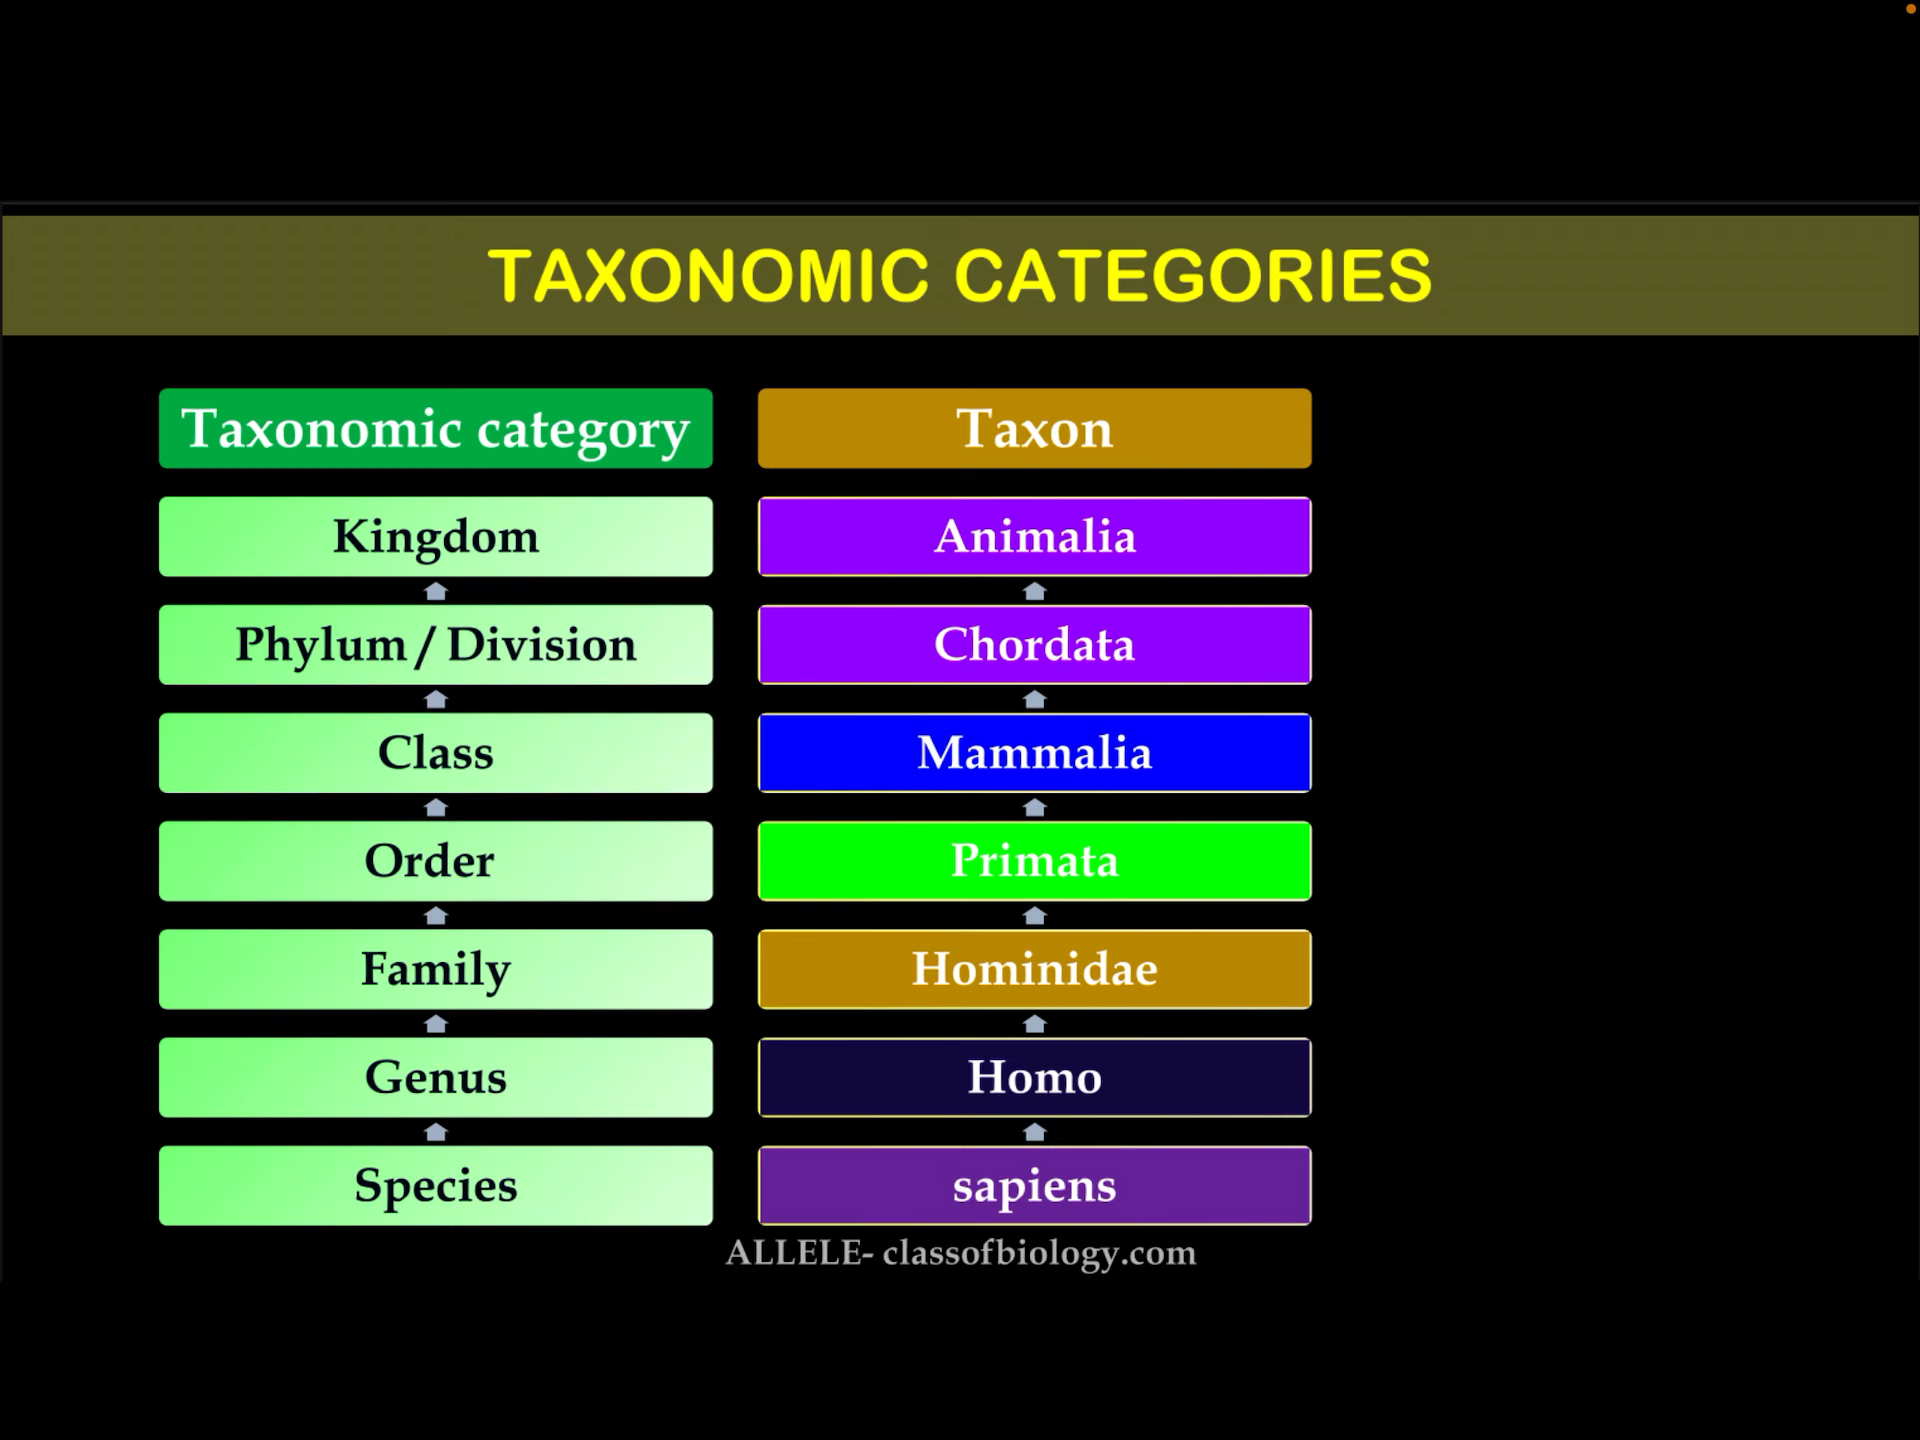 TAXONOMIC CATEGORIES
Taxonomic category
Taxon
Kingdom
Animalia
Phylum / Division
Chordata
Class
Mammalia
Order
Primata
Family
Hominidae
Genus
Homo
Species
sapiens
ALLELE- classofbiology.com